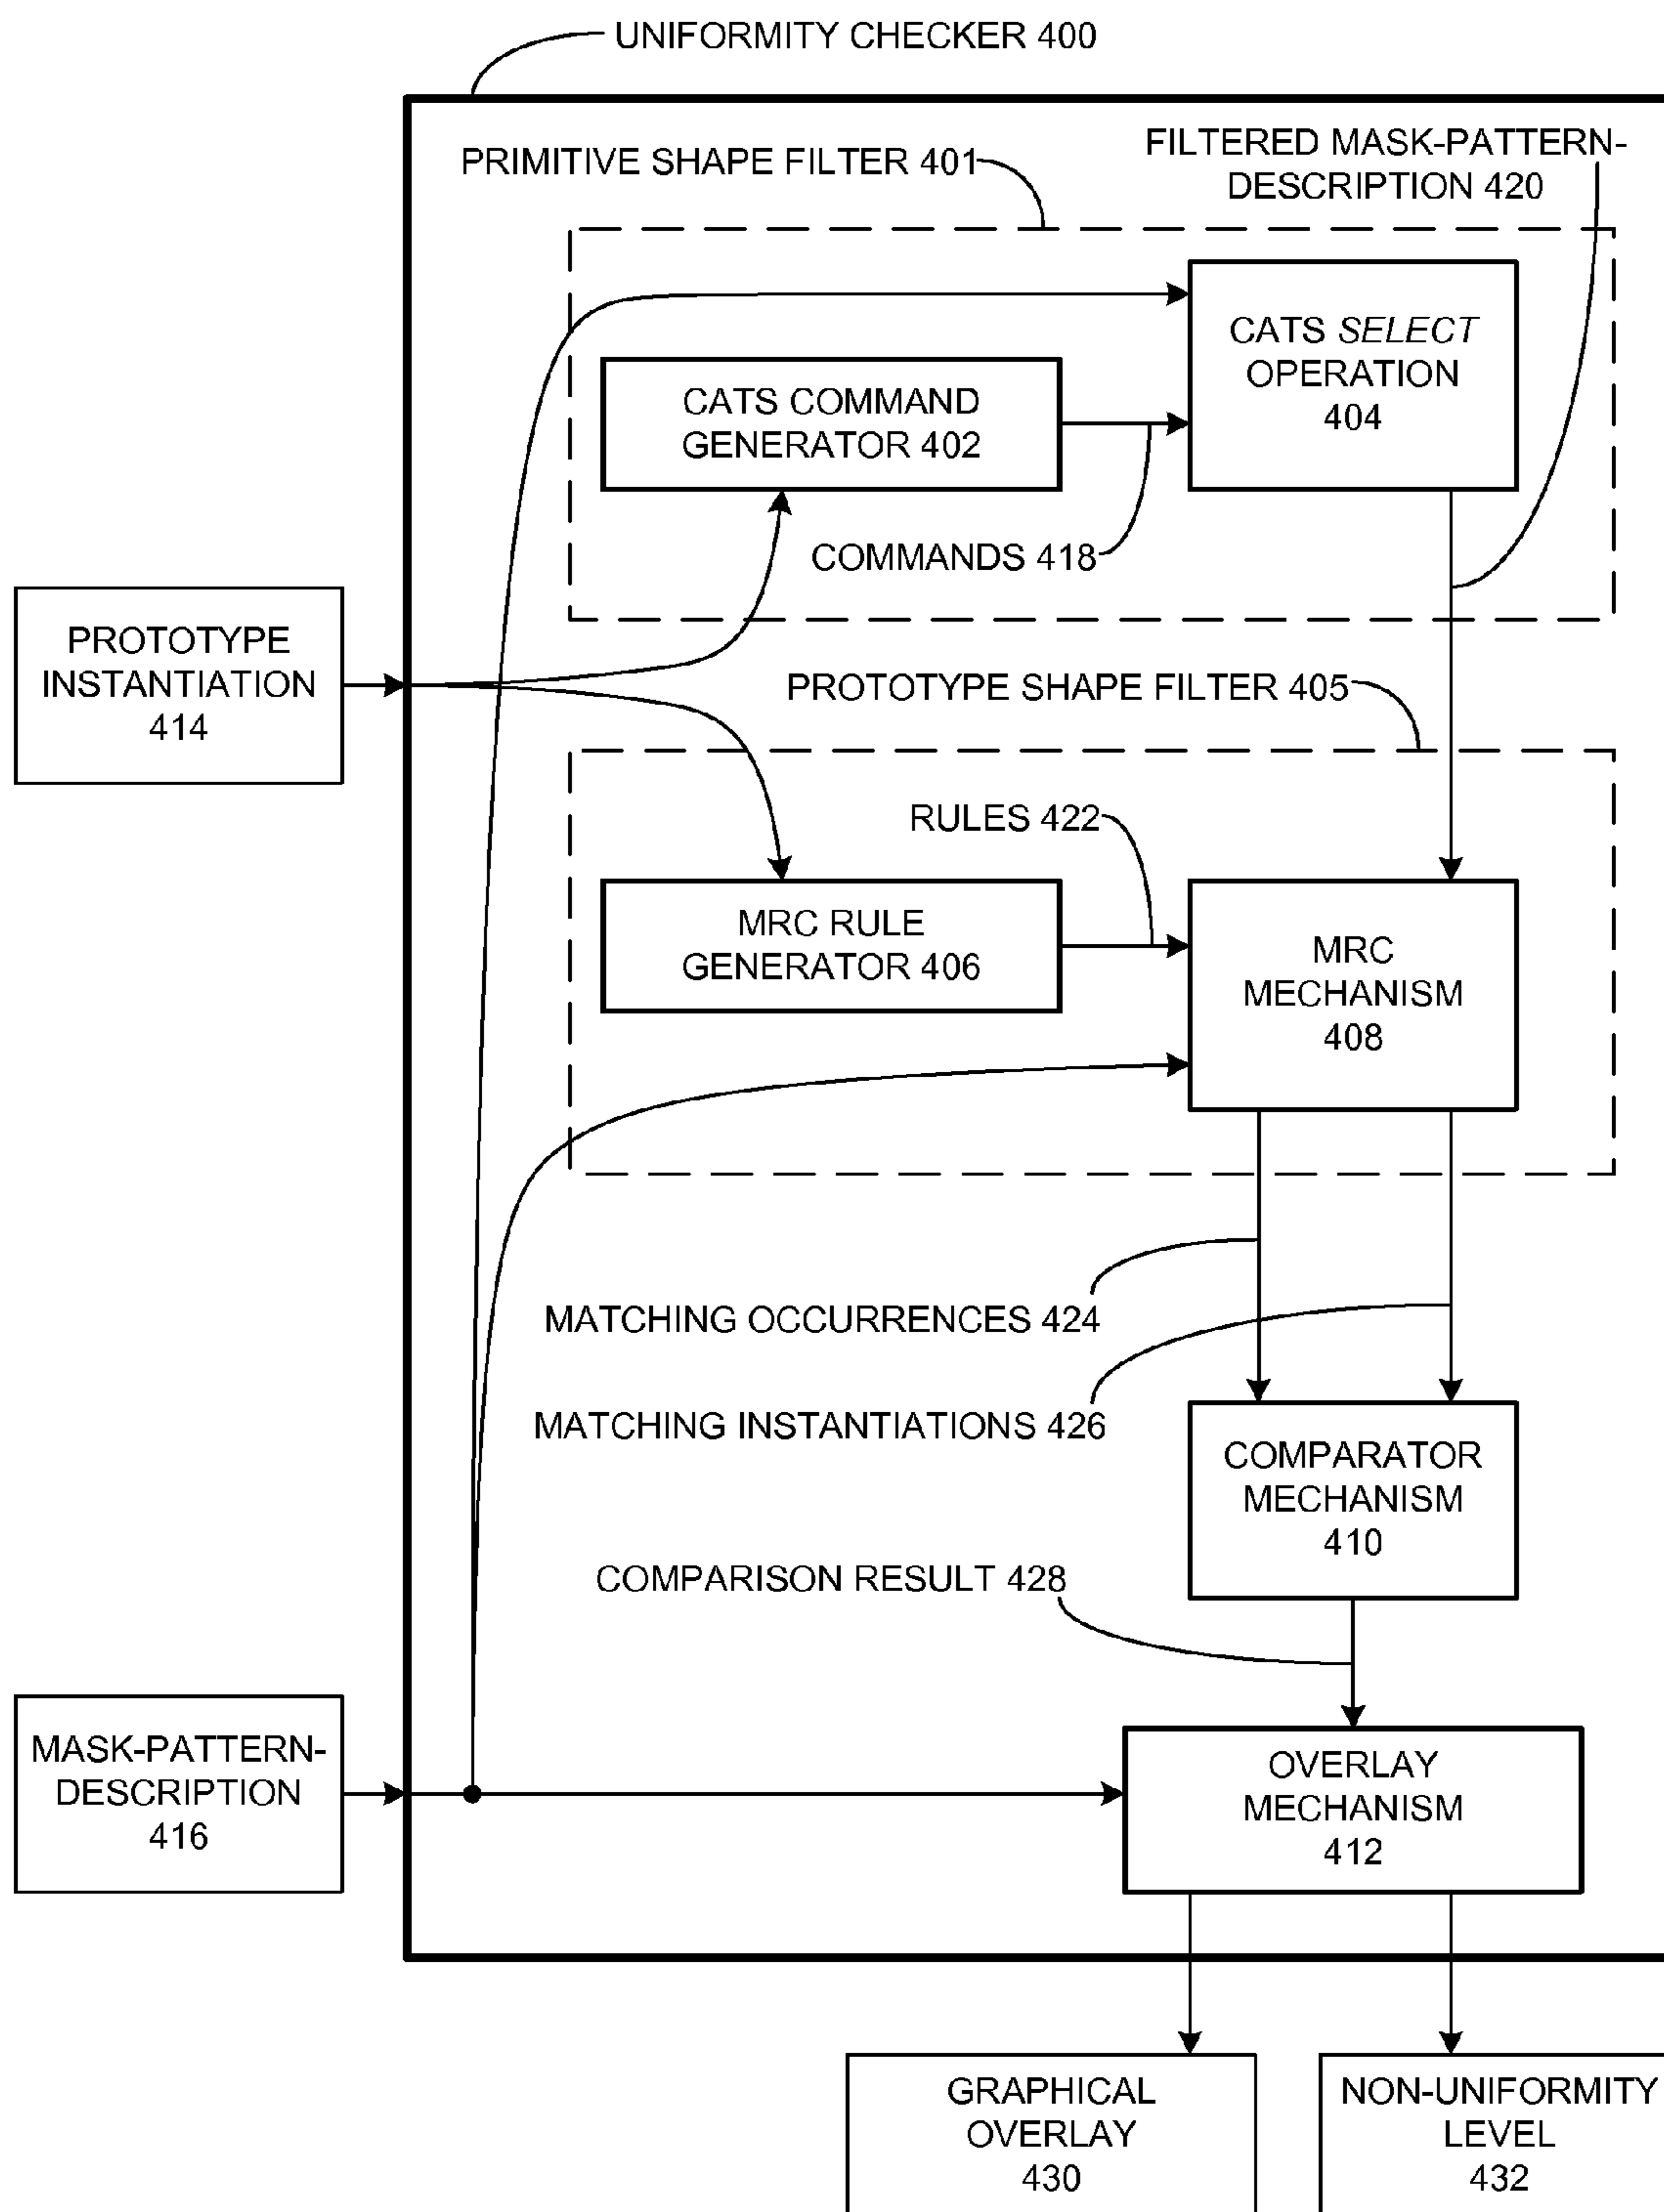 UNIFORMITY CHECKER 400
PRIMITIVE SHAPE FILTER 401
FILTERED MASK-PATTERN-
DESCRIPTION 420
CATS SELECT
OPERATION
404
CATS COMMAND
GENERATOR 402
COMMANDS 418
PROTOTYPE
INSTANTIATION
414
PROTOTYPE SHAPE FILTER 405
RULES 422
MRC RULE
GENERATOR 406
MRC
MECHANISM
408
MATCHING OCCURRENCES 424
MATCHING INSTANTIATIONS 426
COMPARATOR
MECHANISM
410
COMPARISON RESULT 428
MASK-PATTERN-
DESCRIPTION
416
OVERLAY
MECHANISM
412
GRAPHICAL
OVERLAY
430
NON-UNIFORMITY
LEVEL
432